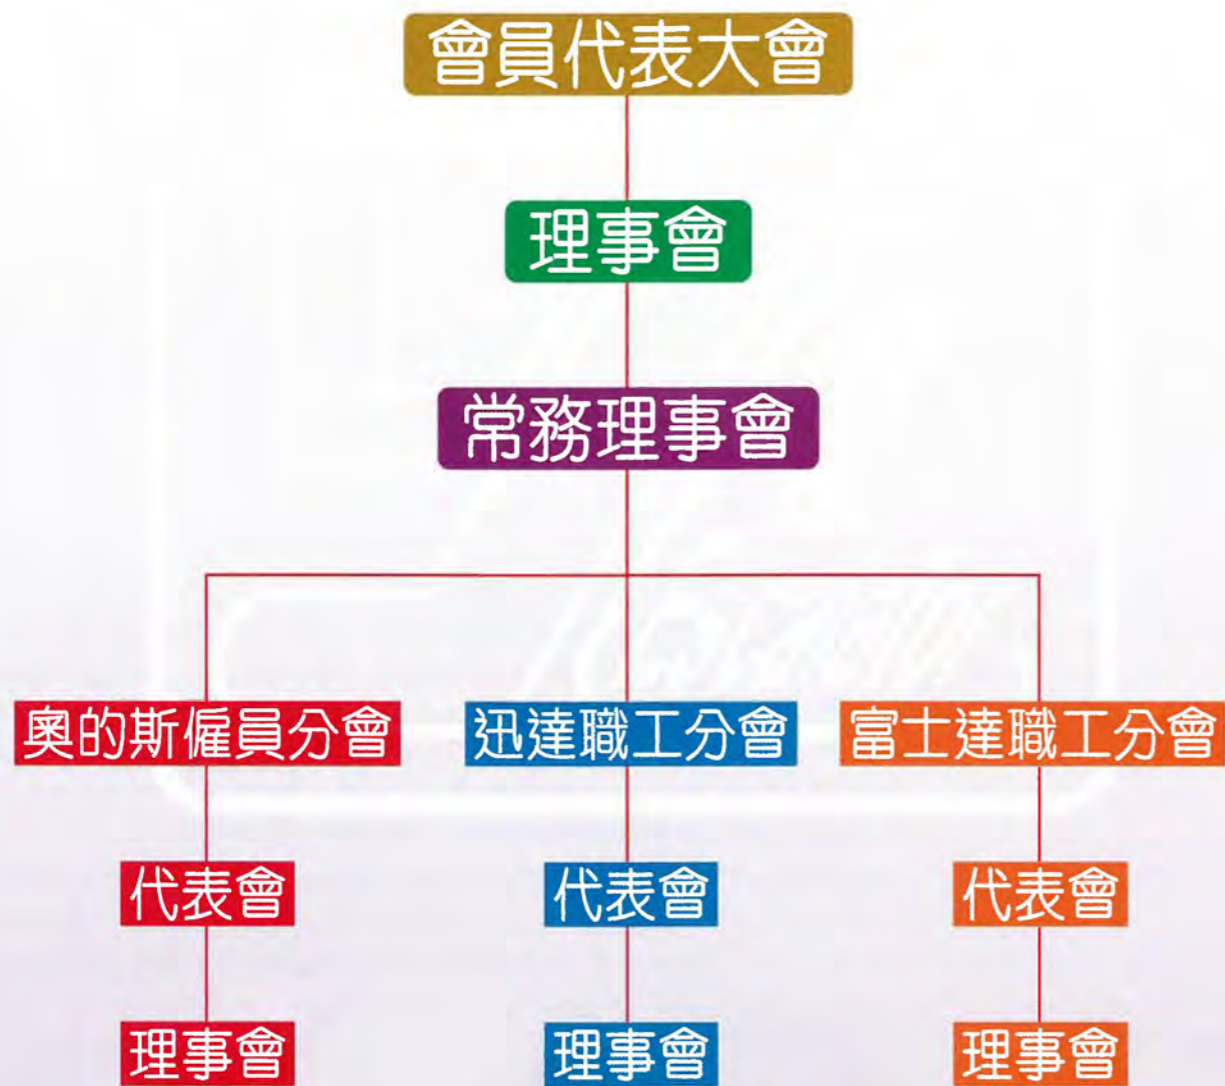 會員代表大會
理事會
常務理事會
奧的斯僱員分會 迅達職工分會 富士達職工分會
代表會 代表會 代表會
理事會 理事會 理事會